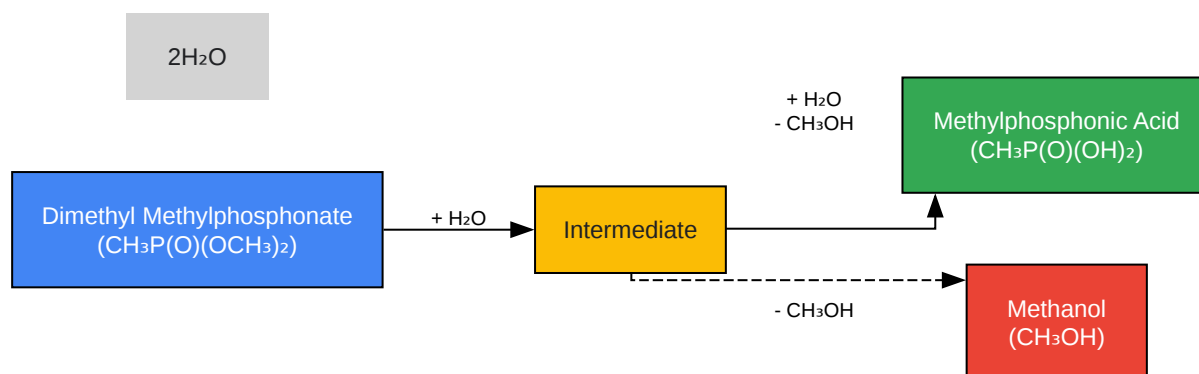 2H₂O
+ H₂O
- CH₃OH
Methylphosphonic Acid
(CH₃P(O)(OH)₂)
Dimethyl Methylphosphonate
(CH₃P(O)(OCH₃)₂)
+ H₂O
Intermediate
- CH₃OH
Methanol
(CH₃OH)